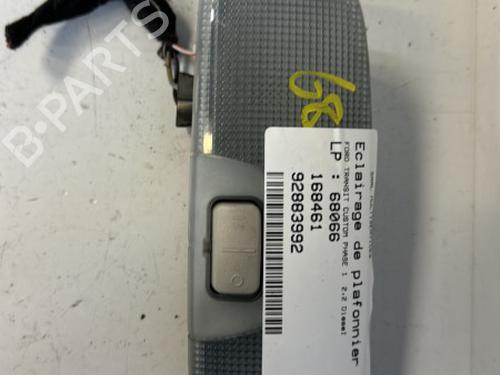 B-PARTS
68
Eclairage de plafonnier
FORD TRANSIT CUSTOM PHASE 1 2.2 Diesel
LP : 68066
168461
92883992